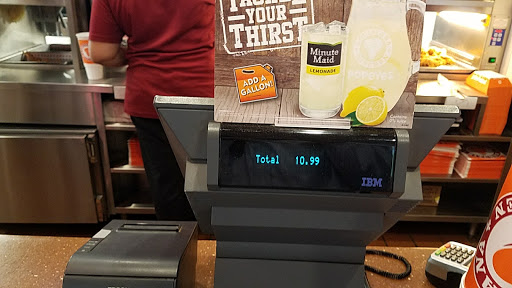 YOUR
THIRST
ADD A
GALLON!
Minute
Maid
LEMONADE
POPEYES
Total 10.99
IBM